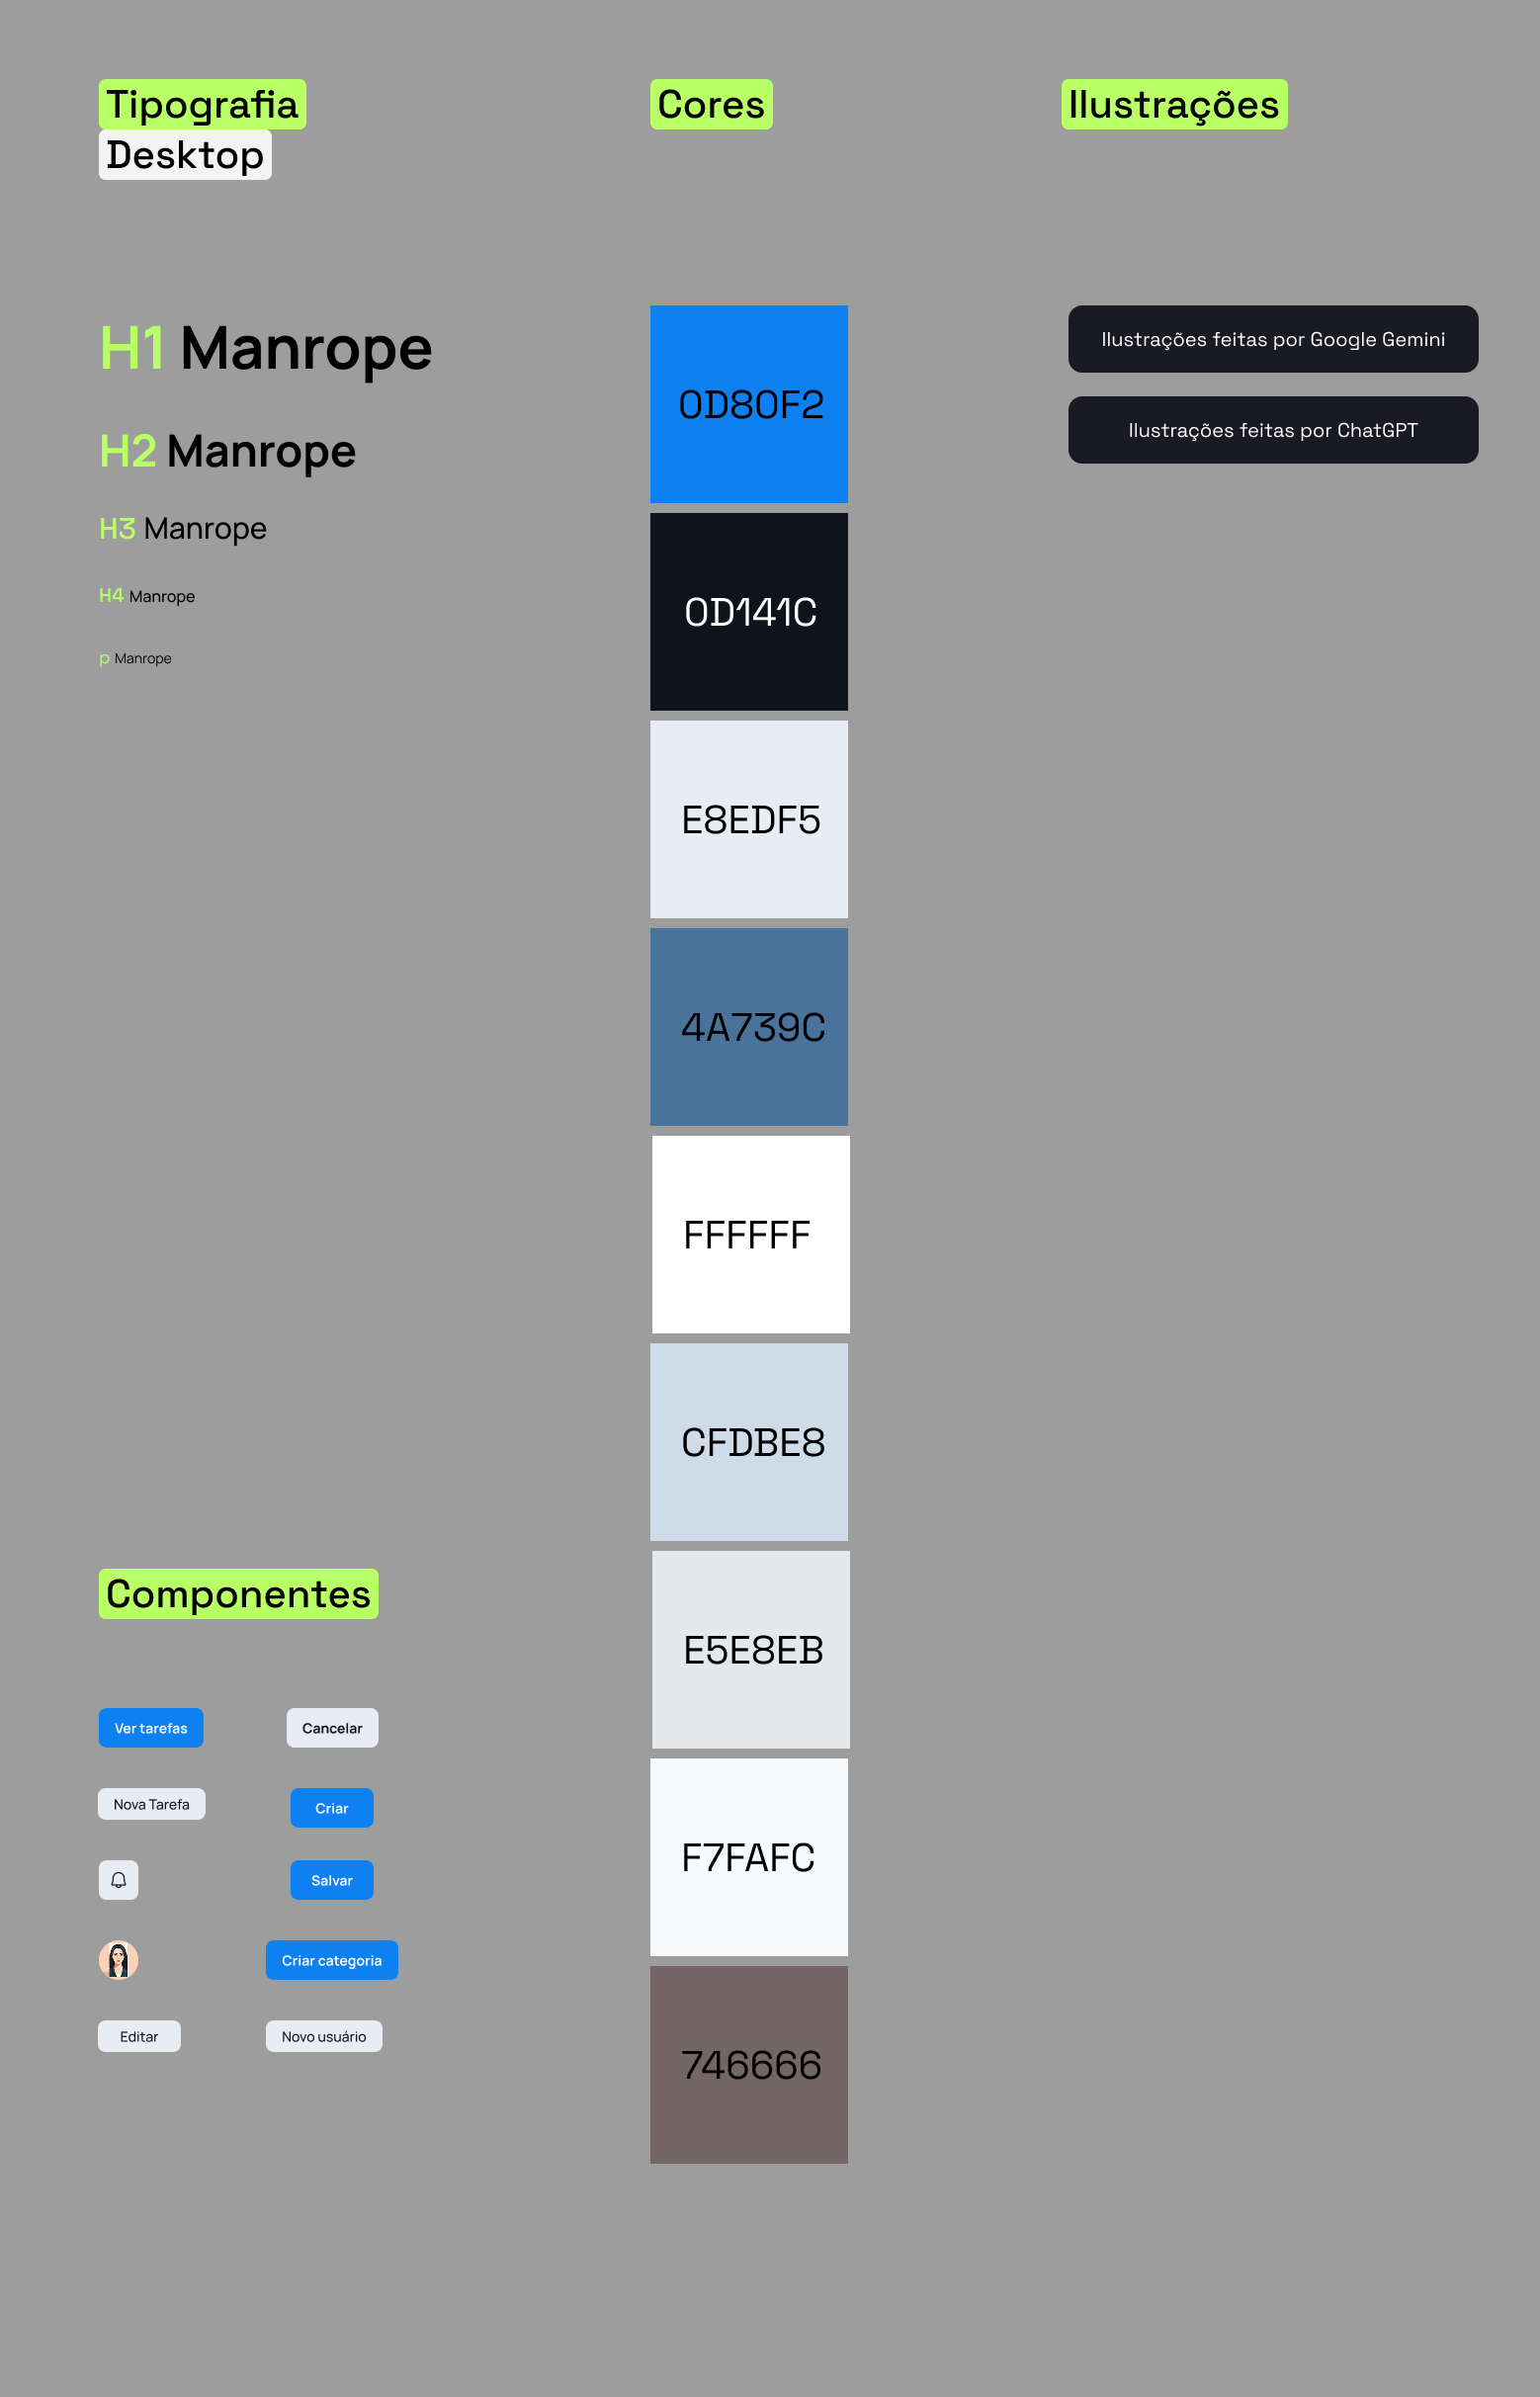 Tipografia
Desktop
H1 Manrope
H2 Manrope
H3 Manrope
H4 Manrope
p Manrope
Cores
0D80F2
0D141C
E8EDF5
4A739C
FFFFFF
CFDBE8
E5E8EB
F7FAFC
746666
Ilustrações
Ilustrações feitas por Google Gemini
Ilustrações feitas por ChatGPT
Componentes
Ver tarefas
Cancelar
Nova Tarefa
Criar
Salvar
Criar categoria
Editar
Novo usuário